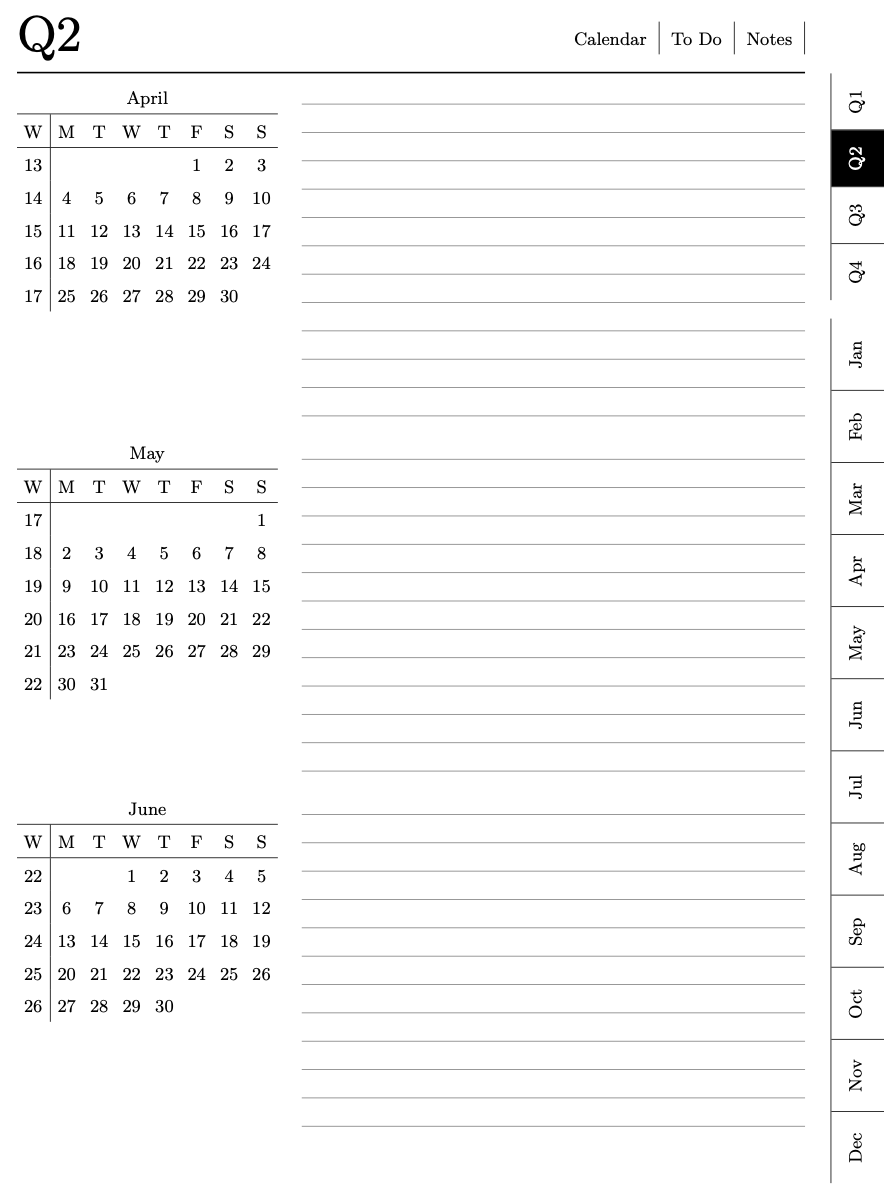 Q2
Calendar To Do Notes
April
W M T W T F S S
13 1 2 3
14 4 5 6 7 8 9 10
15 11 12 13 14 15 16 17
16 18 19 20 21 22 23 24
17 25 26 27 28 29 30
May
W M T W T F S S
17 1
18 2 3 4 5 6 7 8
19 9 10 11 12 13 14 15
20 16 17 18 19 20 21 22
21 23 24 25 26 27 28 29
22 30 31
June
W M T W T F S S
22 1 2 3 4 5
23 6 7 8 9 10 11 12
24 13 14 15 16 17 18 19
25 20 21 22 23 24 25 26
26 27 28 29 30
Q1
Q2
Q3
Q4
Jan
Feb
Mar
Apr
May
Jun
Jul
Aug
Sep
Oct
Nov
Dec